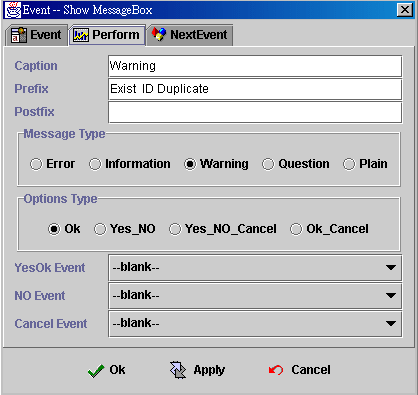 Event -- Show MessageBox
Event Perform NextEvent
Caption Warning
Prefix Exist ID Duplicate
Postfix
Message Type
Error Information Warning Question Plain
Options Type
Ok Yes_NO Yes_NO_Cancel Ok_Cancel
YesOk Event --blank--
NO Event --blank--
Cancel Event --blank--
Ok Apply Cancel